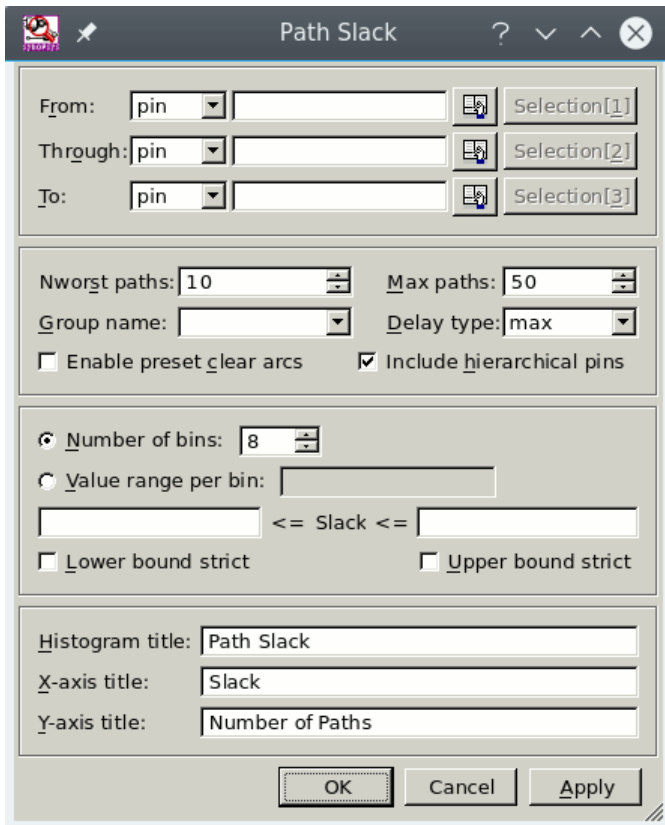 SYNOPSYS
Path Slack
From: pin Selection[1]
Through: pin Selection[2]
To: pin Selection[3]
Nworst paths: 10 Max paths: 50
Group name: Delay type: max
Enable preset clear arcs Include hierarchical pins
Number of bins: 8
Value range per bin:
<= Slack <=
Lower bound strict Upper bound strict
Histogram title: Path Slack
X-axis title: Slack
Y-axis title: Number of Paths
OK Cancel Apply